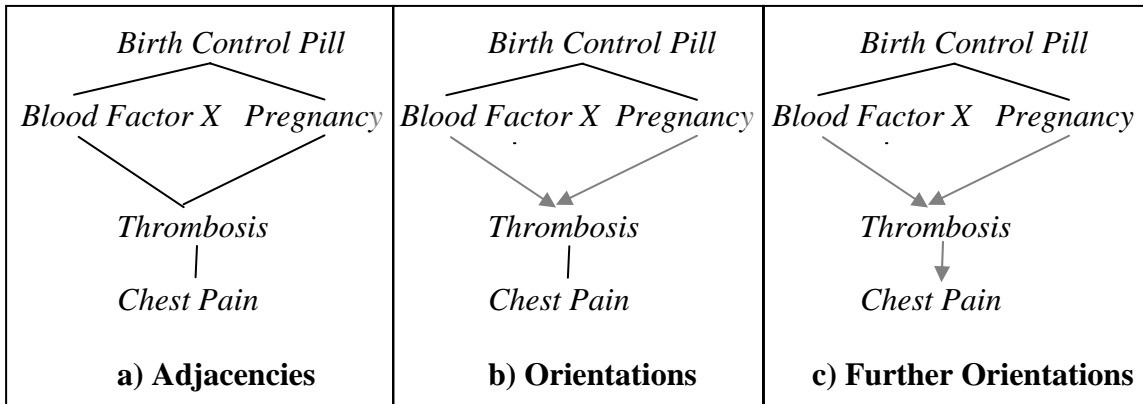 Birth Control Pill
Blood Factor X Pregnancy
Thrombosis
Chest Pain
a) Adjacencies
Birth Control Pill
Blood Factor X Pregnancy
Thrombosis
Chest Pain
b) Orientations
Birth Control Pill
Blood Factor X Pregnancy
Thrombosis
Chest Pain
c) Further Orientations